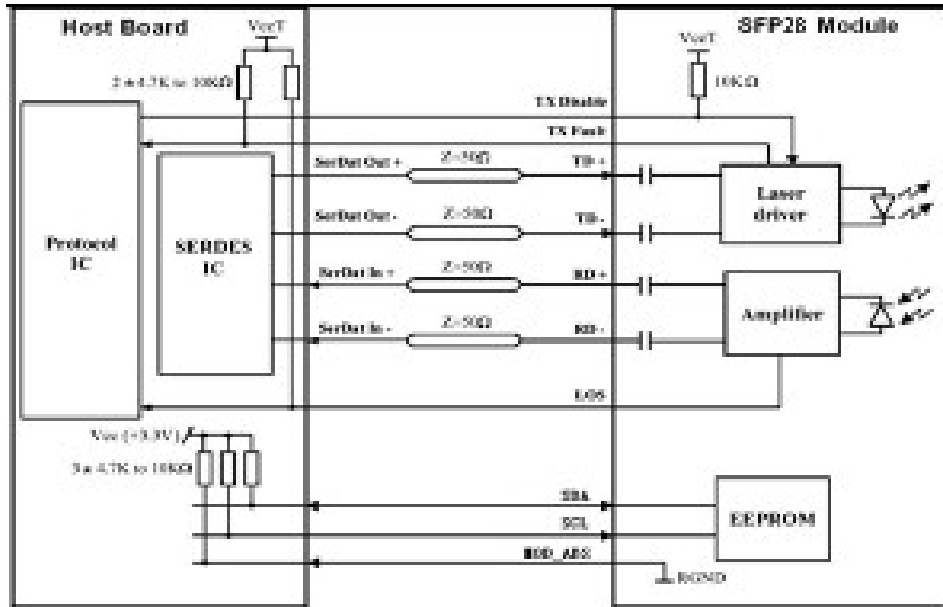 Host Board
SFP28 Module
VccT
VccT
2 x 4.7K to 10KΩ
10KΩ
TX Disable
TX Fault
SerDat Out +
Z=50Ω
TD +
Laser
driver
SerDat Out -
Z=50Ω
TD -
Protocol
IC
SERDES
IC
SerDat In +
Z=50Ω
RD +
Amplifier
SerDat In -
Z=50Ω
RD -
LOS
Vcc (+3.3V)
3 x 4.7K to 10KΩ
SDA
EEPROM
SCL
MOD_ABS
RGND